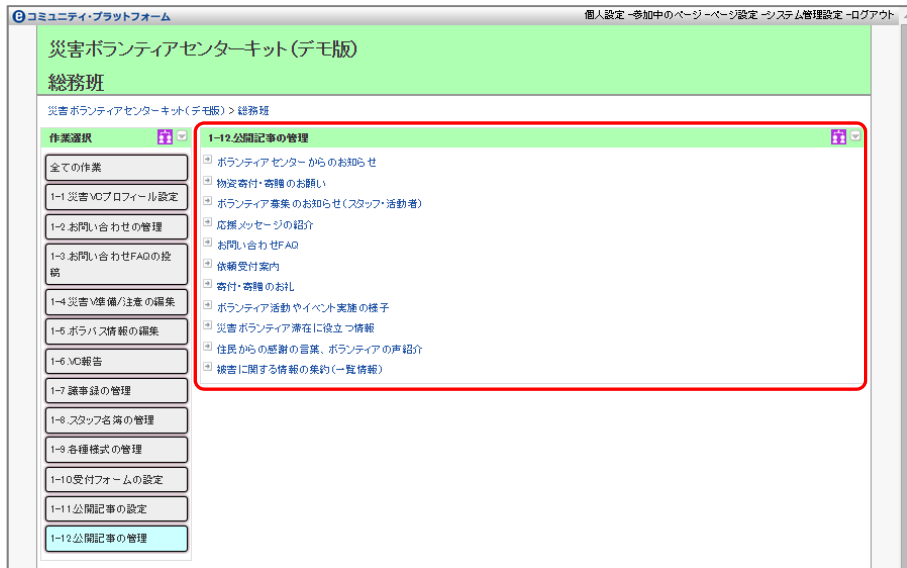 eコミュニティ・プラットフォーム
個人設定 -参加中のページ -ページ設定 -システム管理設定 -ログアウト
災害ボランティアセンターキット(デモ版)
総務班
災害ボランティアセンターキット(デモ版) > 総務班
作業選択
全ての作業
1-1.災害VCプロフィール設定
1-2.お問い合わせの管理
1-3.お問い合わせFAQの投
稿
1-4.災害V準備/注意の編集
1-5.ボラバス情報の編集
1-6.VC報告
1-7.議事録の管理
1-8.スタッフ名簿の管理
1-9.各種様式の管理
1-10受付フォームの設定
1-11.公開記事の設定
1-12.公開記事の管理
1-12.公開記事の管理
ボランティアセンターからのお知らせ
物資寄付・寄贈のお願い
ボランティア募集のお知らせ(スタッフ・活動者)
応援メッセージの紹介
お問い合わせFAQ
依頼受付案内
寄付・寄贈のお礼
ボランティア活動やイベント実施の様子
災害ボランティア滞在に役立つ情報
住民からの感謝の言葉、ボランティアの声紹介
被害に関する情報の集約(一覧情報)